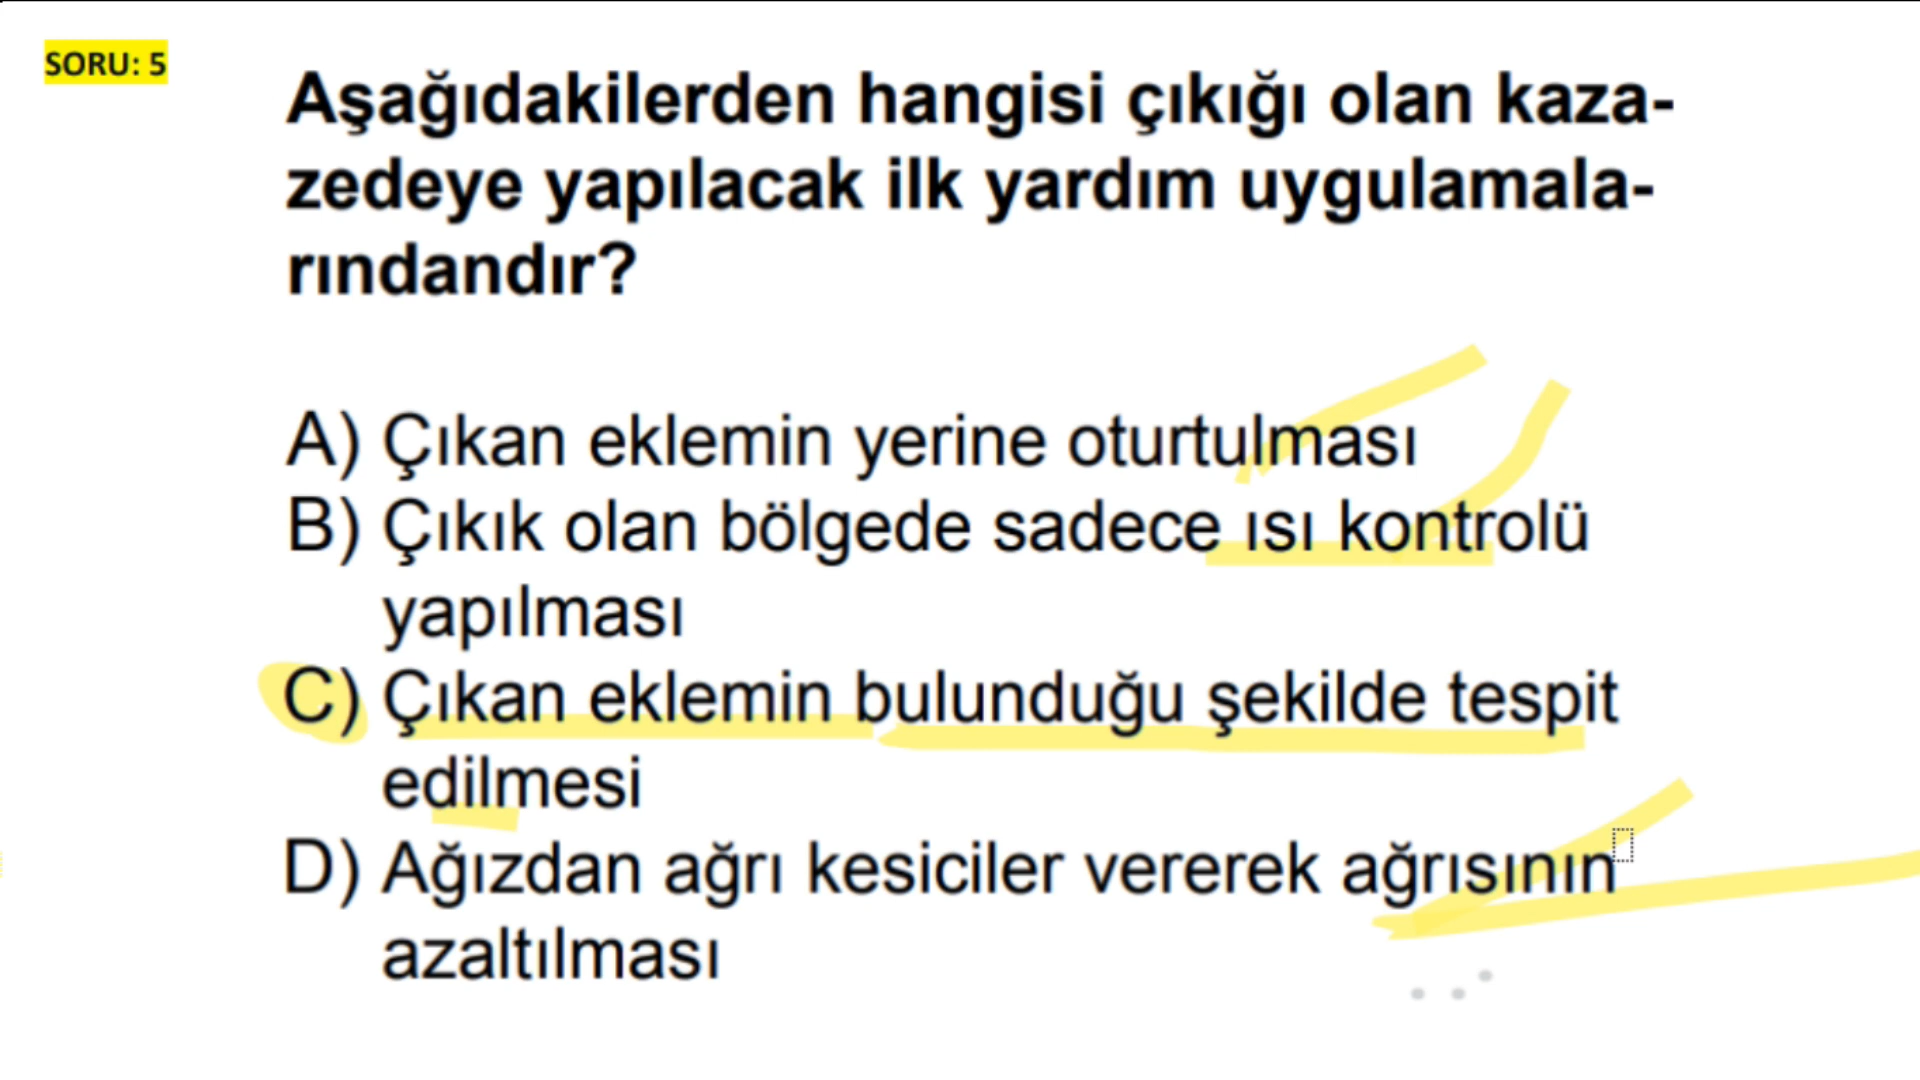 SORU: 5
Aşağıdakilerden hangisi çıkığı olan kaza-
zedeye yapılacak ilk yardım uygulamala-
rındandır?
A) Çıkan eklemin yerine oturtulması
B) Çıkık olan bölgede sadece ısı kontrolü
yapılması
C) Çıkan eklemin bulunduğu şekilde tespit
edilmesi
D) Ağızdan ağrı kesiciler vererek ağrısının
azaltılması